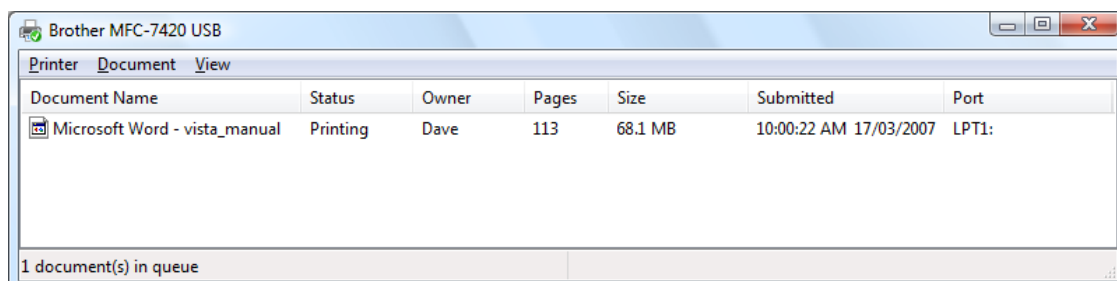 Brother MFC-7420 USB
Printer Document View
Document Name Status Owner Pages Size Submitted Port
Microsoft Word - vista_manual Printing Dave 113 68.1 MB 10:00:22 AM 17/03/2007 LPT1:
1 document(s) in queue